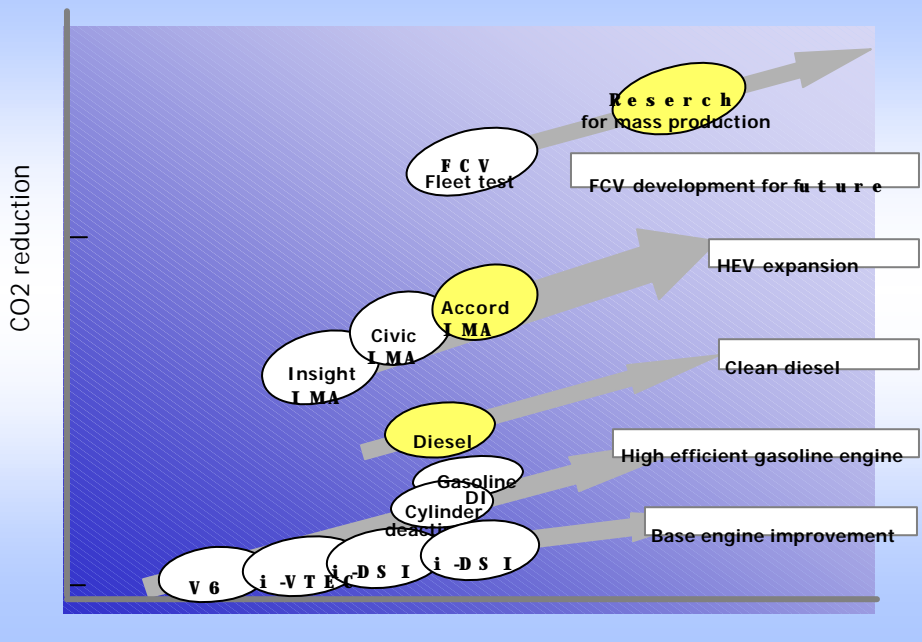 CO2 reduction
Reserch
for mass production
FCV
Fleet test
FCV development for future
HEV expansion
Accord
IMA
Civic
IMA
Insight
IMA
Clean diesel
Diesel
High efficient gasoline engine
Gasoline
DI
Cylinder
Base engine improvement
V6
i-VTEC
i-DSI
i-DSI